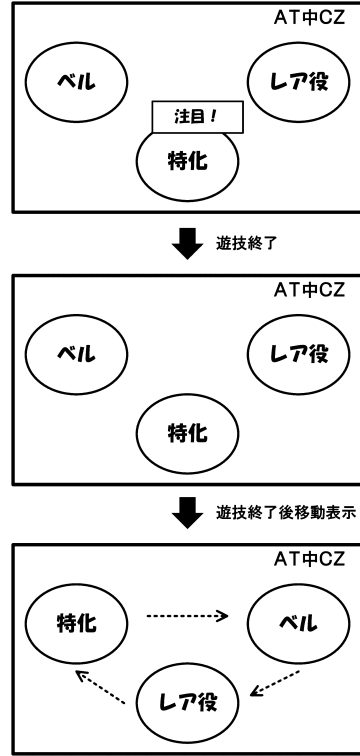 AT中CZ
ベル
レア役
注目！
特化
遊技終了
AT中CZ
ベル
レア役
特化
遊技終了後移動表示
AT中CZ
特化
ベル
レア役